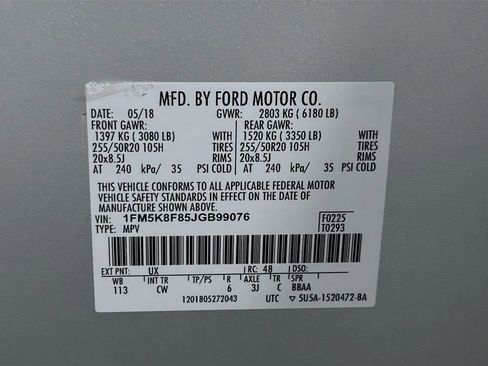 MFD. BY FORD MOTOR CO.
DATE: 05/18 GVWR: 2803 KG ( 6180 LB)
FRONT GAWR: REAR GAWR:
1397 KG ( 3080 LB) WITH 1520 KG ( 3350 LB) WITH
255/50R20 105H TIRES 255/50R20 105H TIRES
20x8.5J RIMS 20x8.5J RIMS
AT 240 kPa/ 35 PSI COLD AT 240 kPa/ 35 PSI COLD
THIS VEHICLE CONFORMS TO ALL APPLICABLE FEDERAL MOTOR
VEHICLE SAFETY STANDARDS IN EFFECT ON THE DATE OF
MANUFACTURE SHOWN ABOVE.
VIN: 1FM5K8F85JGB99076 F0225
TYPE: MPV T0293
EXT PNT: UX RC: 48 DSO:
WB INT TR TP/PS R AXLE TR SPR
113 CW 6 3J C BBAA
1201805272043 UTC ▽ 5U5A-1520472-BA